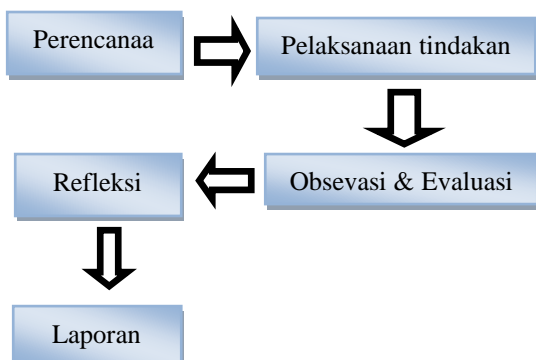 Perencanaa
Pelaksanaan tindakan
Obsevasi & Evaluasi
Refleksi
Laporan